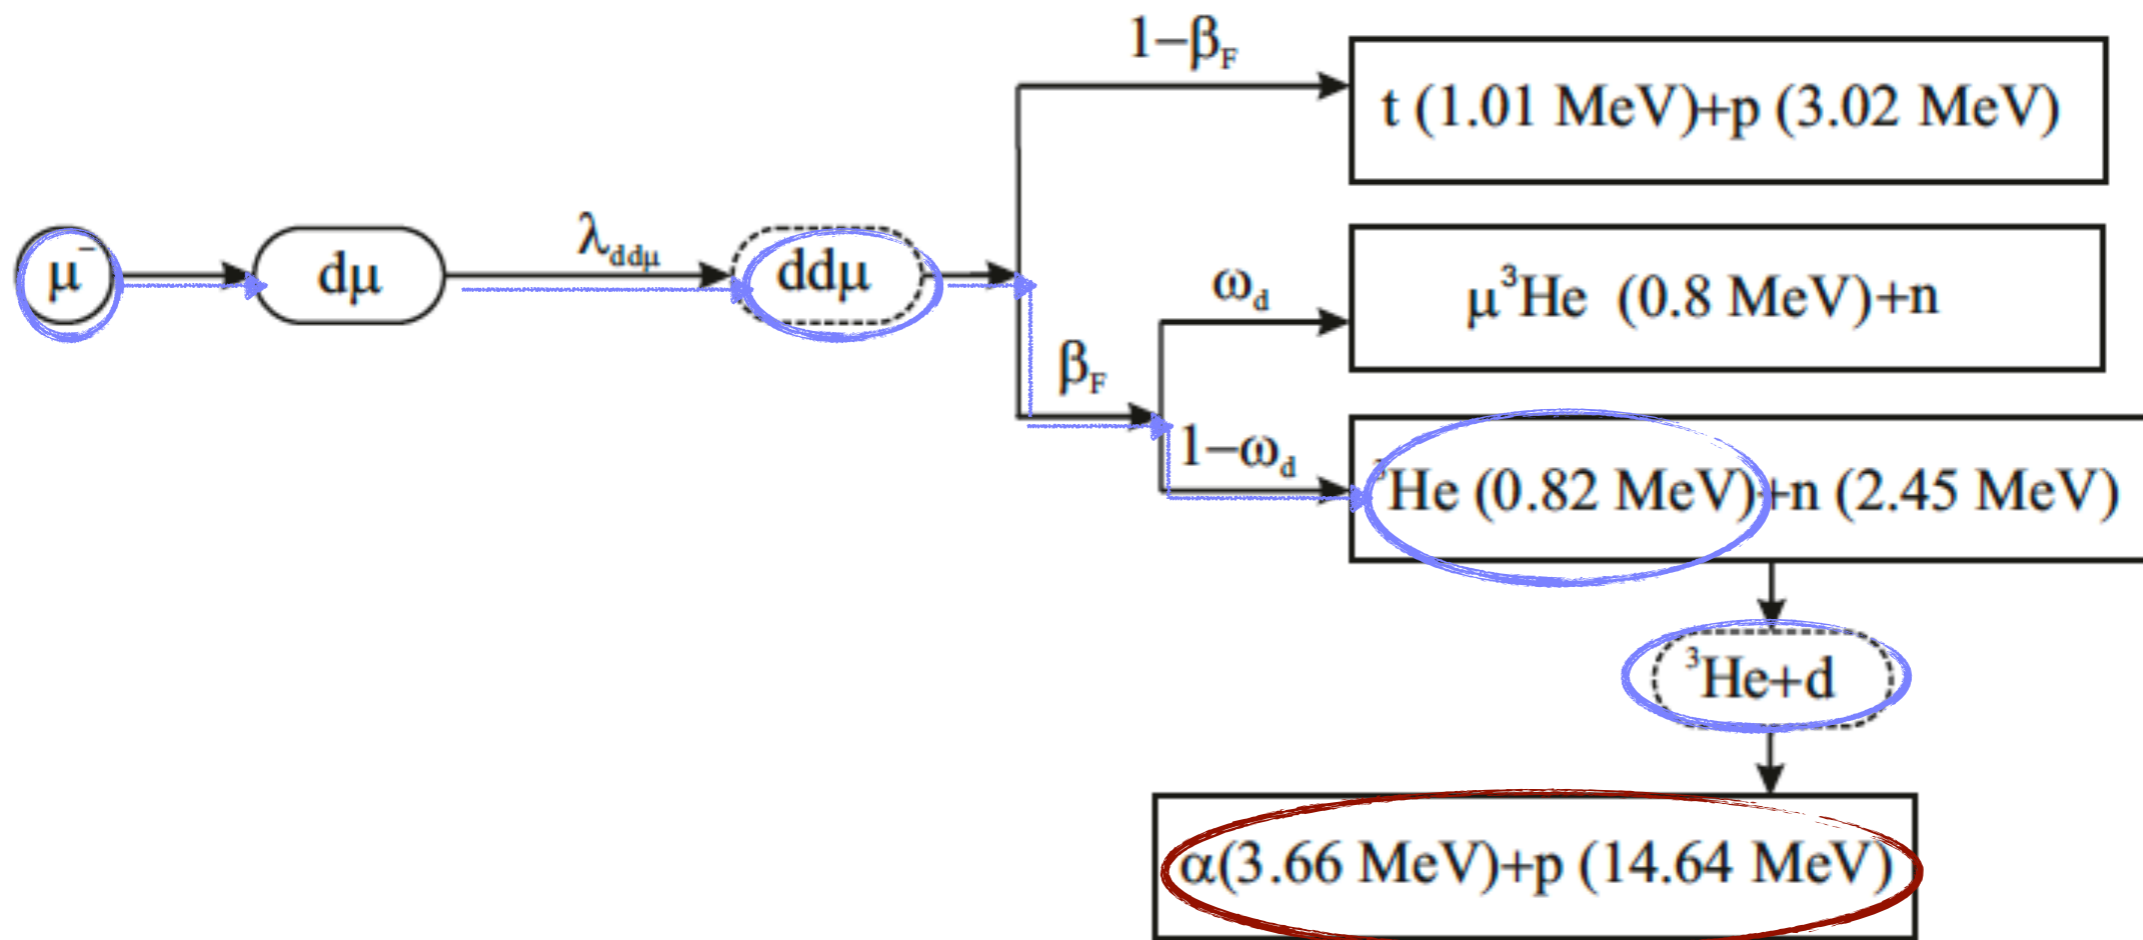 1−β_F
t (1.01 MeV)+p (3.02 MeV)
μ⁻
dμ
λ_ddμ
ddμ
ω_d
μ³He (0.8 MeV)+n
β_F
1−ω_d
³He (0.82 MeV)+n (2.45 MeV)
³He+d
α(3.66 MeV)+p (14.64 MeV)